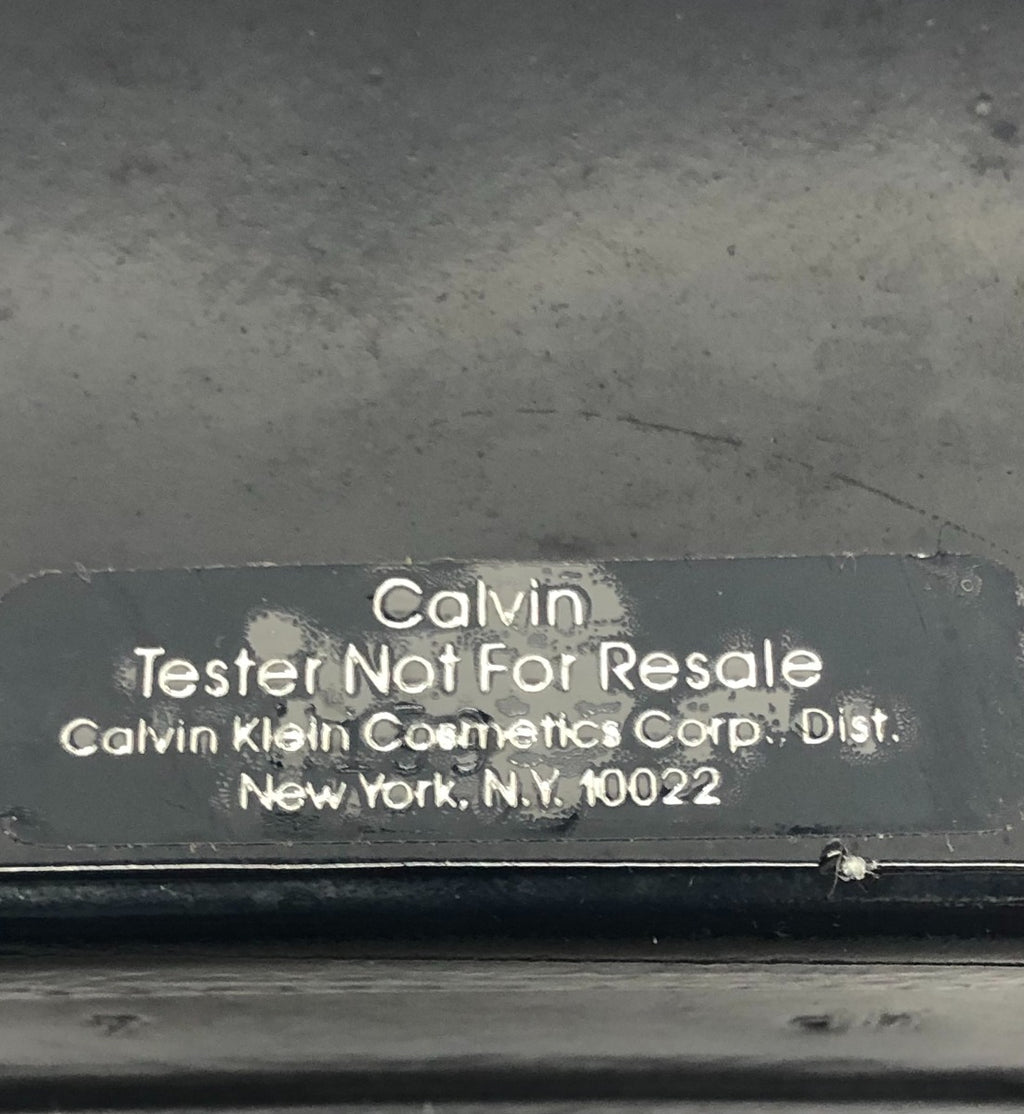 Calvin
Tester Not For Resale
Calvin Klein Cosmetics Corp., Dist.
New York, N.Y. 10022